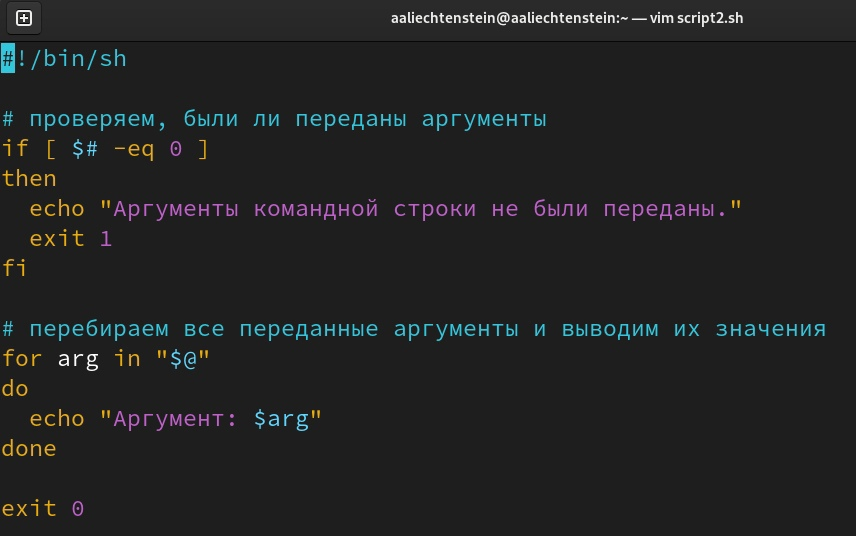 aaliechtenstein@aaliechtenstein:~ — vim script2.sh
#!/bin/sh
# проверяем, были ли переданы аргументы
if [ $# -eq 0 ]
then
  echo "Аргументы командной строки не были переданы."
  exit 1
fi
# перебираем все переданные аргументы и выводим их значения
for arg in "$@"
do
  echo "Аргумент: $arg"
done
exit 0